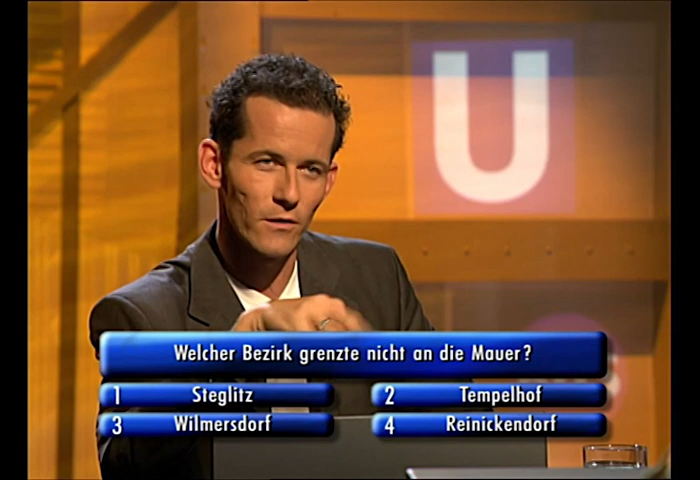 U
Welcher Bezirk grenzte nicht an die Mauer?
1 Steglitz
2 Tempelhof
3 Wilmersdorf
4 Reinickendorf